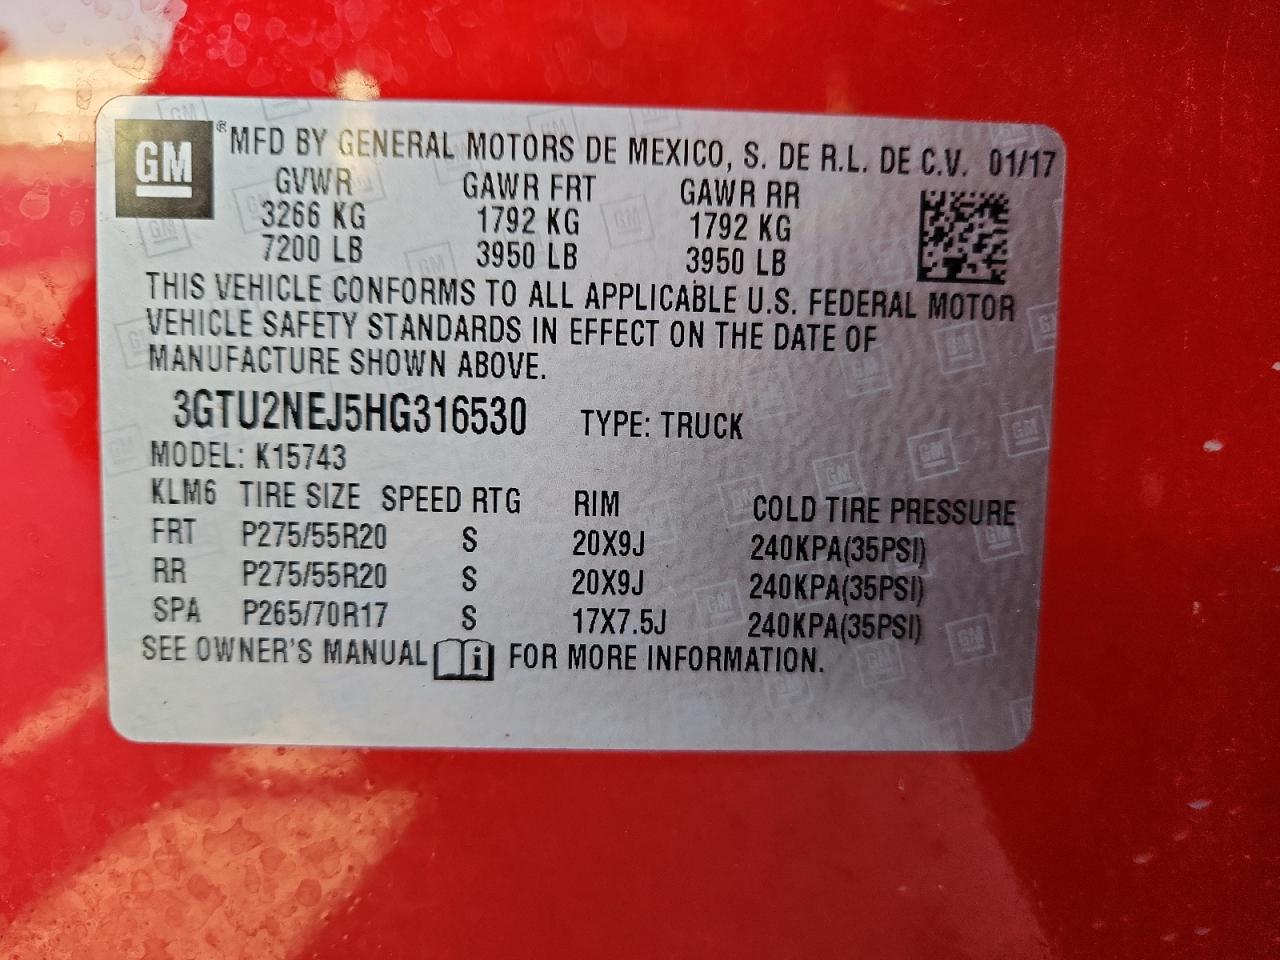 GM ® MFD BY GENERAL MOTORS DE MEXICO, S. DE R.L. DE C.V. 01/17
GVWR GAWR FRT GAWR RR
3266 KG 1792 KG 1792 KG
7200 LB 3950 LB 3950 LB
THIS VEHICLE CONFORMS TO ALL APPLICABLE U.S. FEDERAL MOTOR
VEHICLE SAFETY STANDARDS IN EFFECT ON THE DATE OF
MANUFACTURE SHOWN ABOVE.
3GTU2NEJ5HG316530 TYPE: TRUCK
MODEL: K15743
KLM6 TIRE SIZE SPEED RTG RIM COLD TIRE PRESSURE
FRT P275/55R20 S 20X9J 240KPA(35PSI)
RR P275/55R20 S 20X9J 240KPA(35PSI)
SPA P265/70R17 S 17X7.5J 240KPA(35PSI)
SEE OWNER'S MANUAL i FOR MORE INFORMATION.